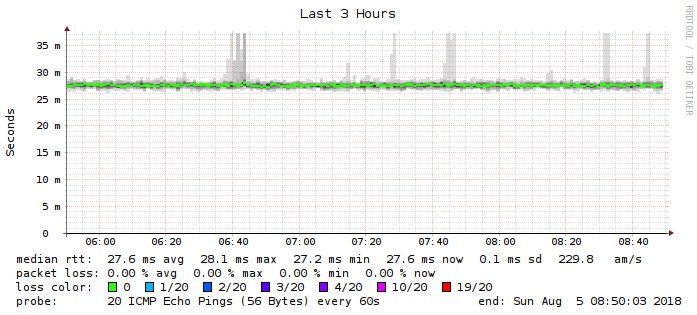 Last 3 Hours
RRDTOOL / TOBI OETIKER
Seconds
35 m
30 m
25 m
20 m
15 m
10 m
5 m
0
06:00 06:20 06:40 07:00 07:20 07:40 08:00 08:20 08:40
median rtt: 27.6 ms avg 28.1 ms max 27.2 ms min 27.6 ms now 0.1 ms sd 229.8 am/s
packet loss: 0.00 % avg 0.00 % max 0.00 % min 0.00 % now
loss color: 0 1/20 2/20 3/20 4/20 10/20 19/20
probe: 20 ICMP Echo Pings (56 Bytes) every 60s end: Sun Aug 5 08:50:03 2018